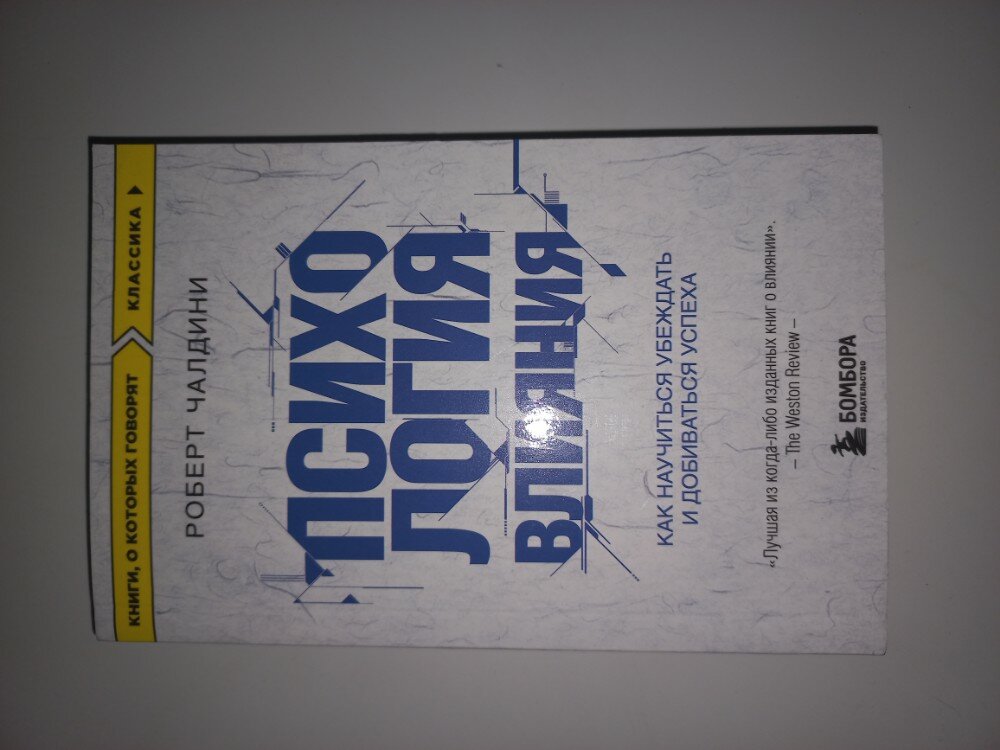 КНИГИ, О КОТОРЫХ ГОВОРЯТ
КЛАССИКА
РОБЕРТ ЧАЛДИНИ
ПСИХО
ЛОГИЯ
ВЛИЯНИЯ
КАК НАУЧИТЬСЯ УБЕЖДАТЬ
И ДОБИВАТЬСЯ УСПЕХА
«Лучшая из когда-либо изданных книг о влиянии».
– The Weston Review –
БОМБОРА
ИЗДАТЕЛЬСТВО